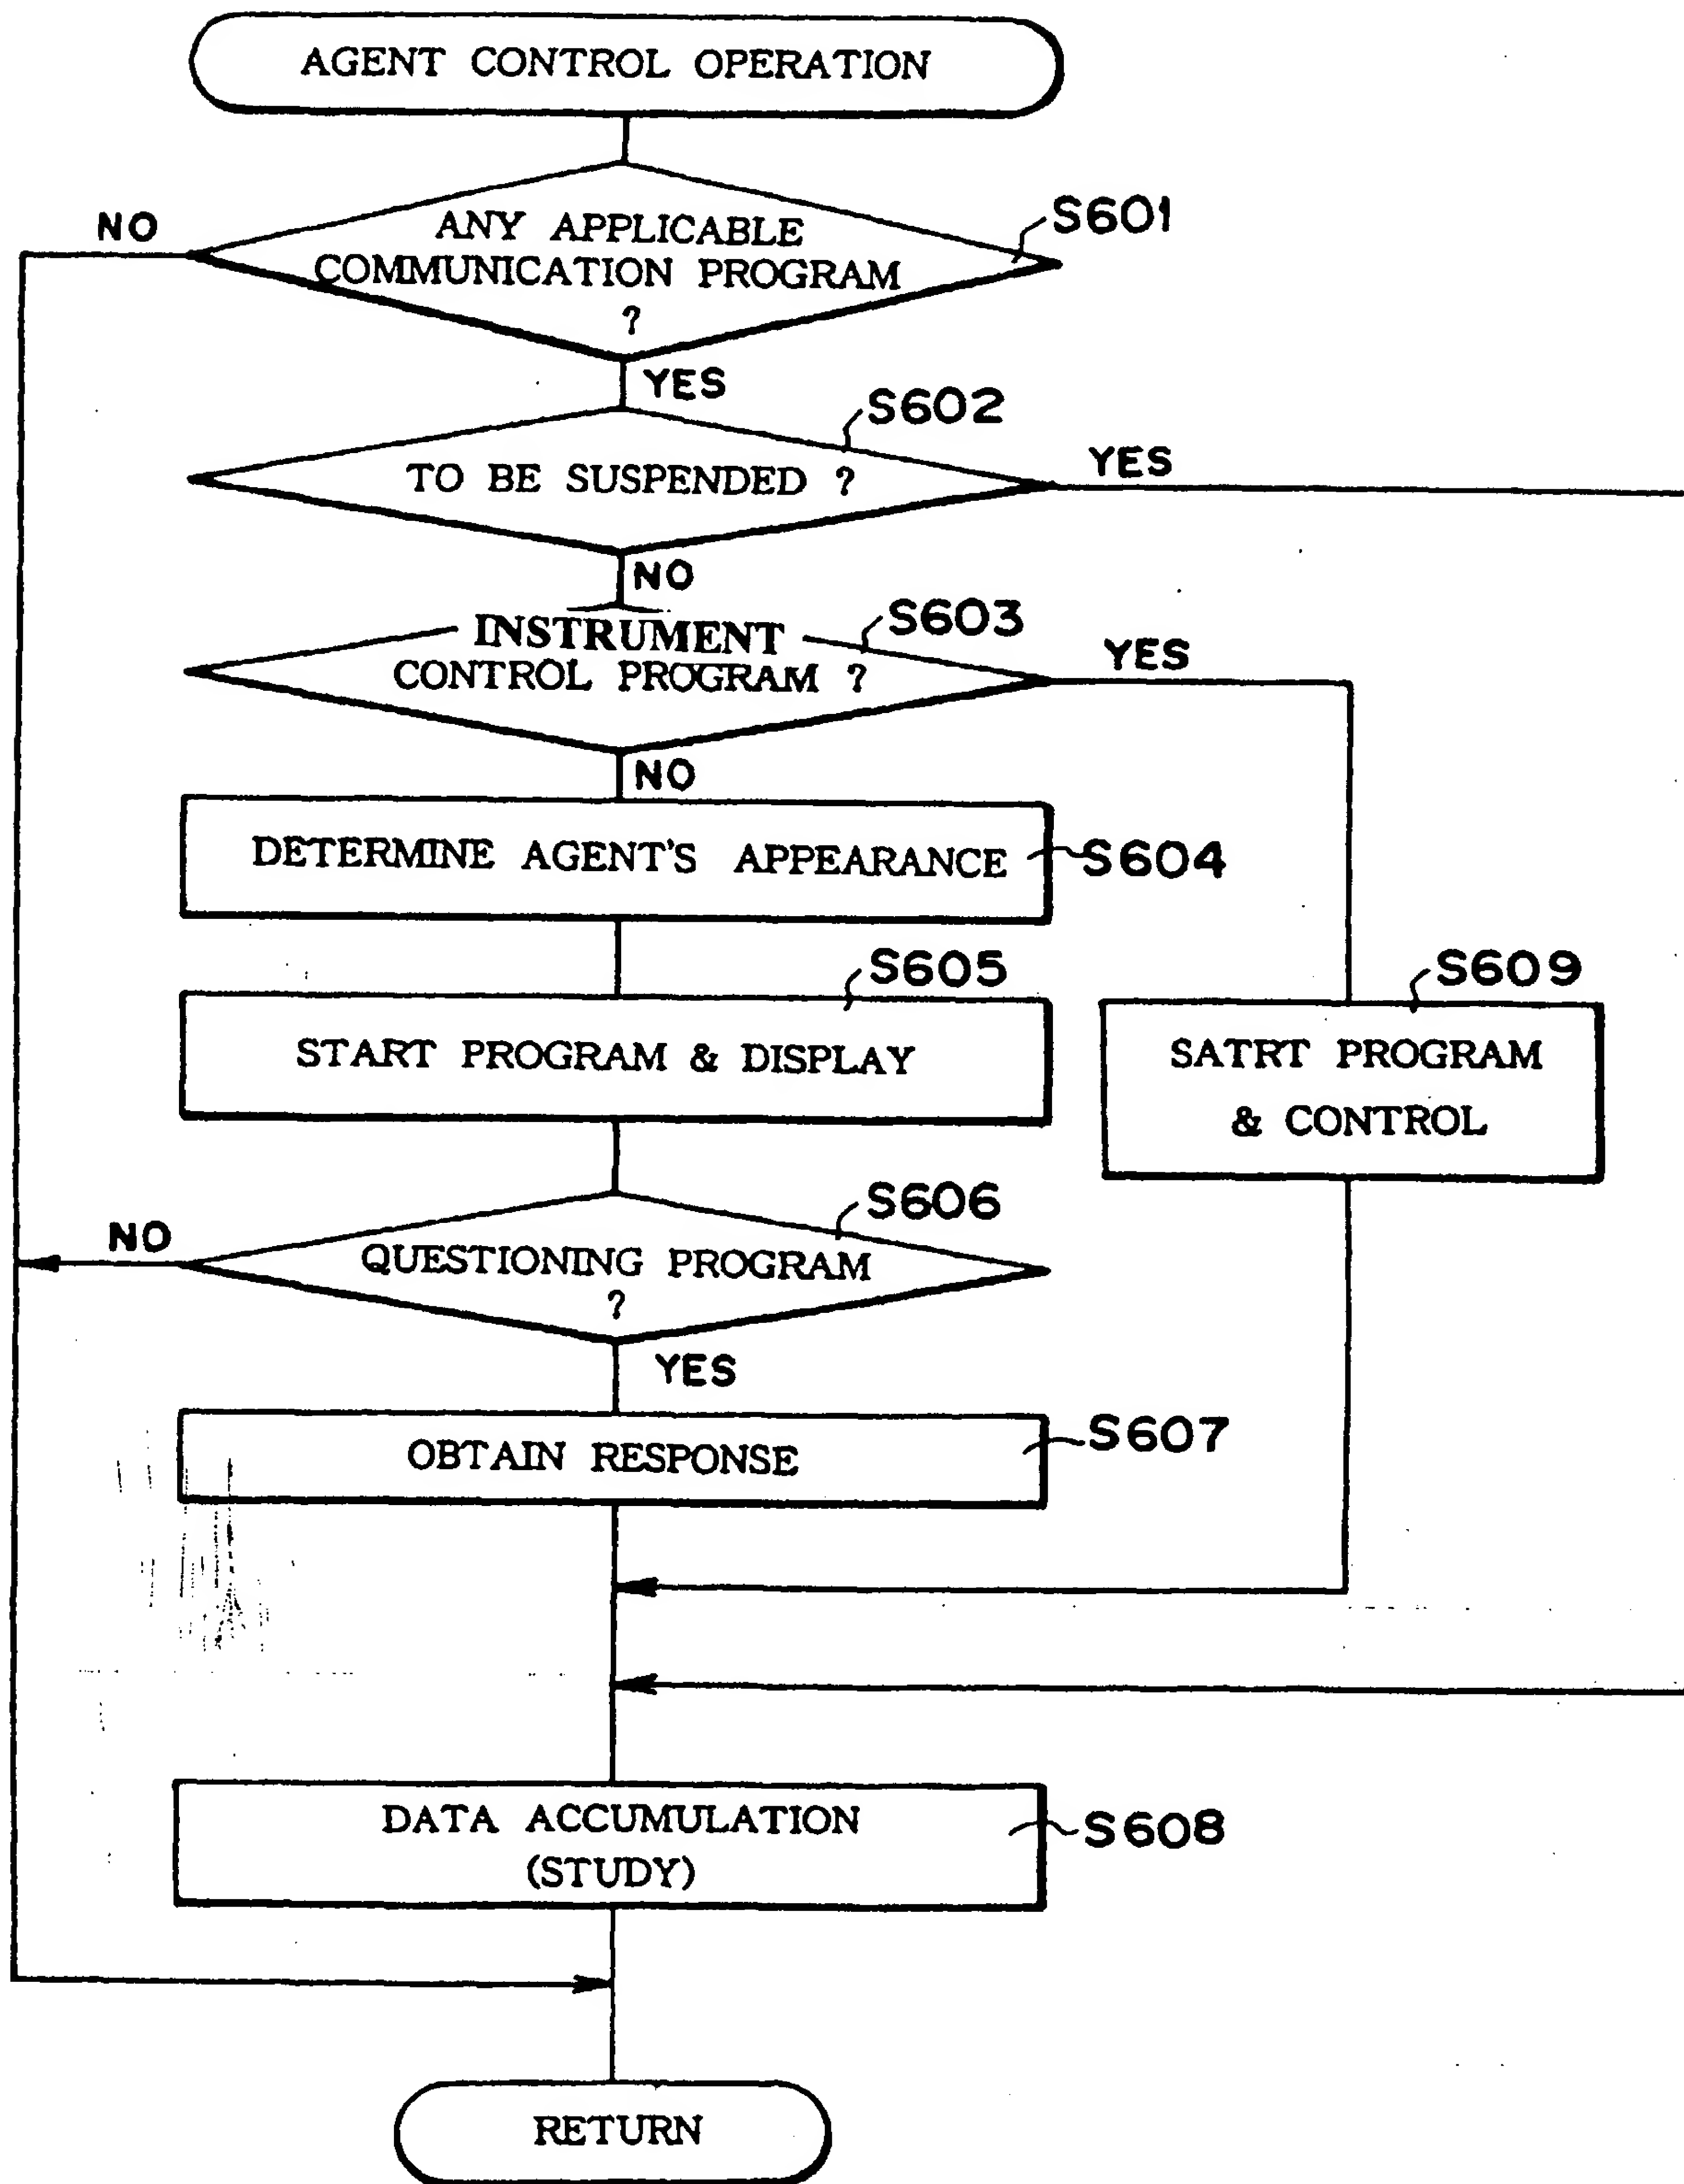 AGENT CONTROL OPERATION
NO
ANY APPLICABLE
COMMUNICATION PROGRAM
?
S601
YES
S602
TO BE SUSPENDED ?
YES
NO
INSTRUMENT
CONTROL PROGRAM ?
S603
YES
NO
DETERMINE AGENT'S APPEARANCE
S604
S605
START PROGRAM & DISPLAY
S609
SATRT PROGRAM
& CONTROL
S606
NO
QUESTIONING PROGRAM
?
YES
OBTAIN RESPONSE
S607
DATA ACCUMULATION
(STUDY)
S608
RETURN